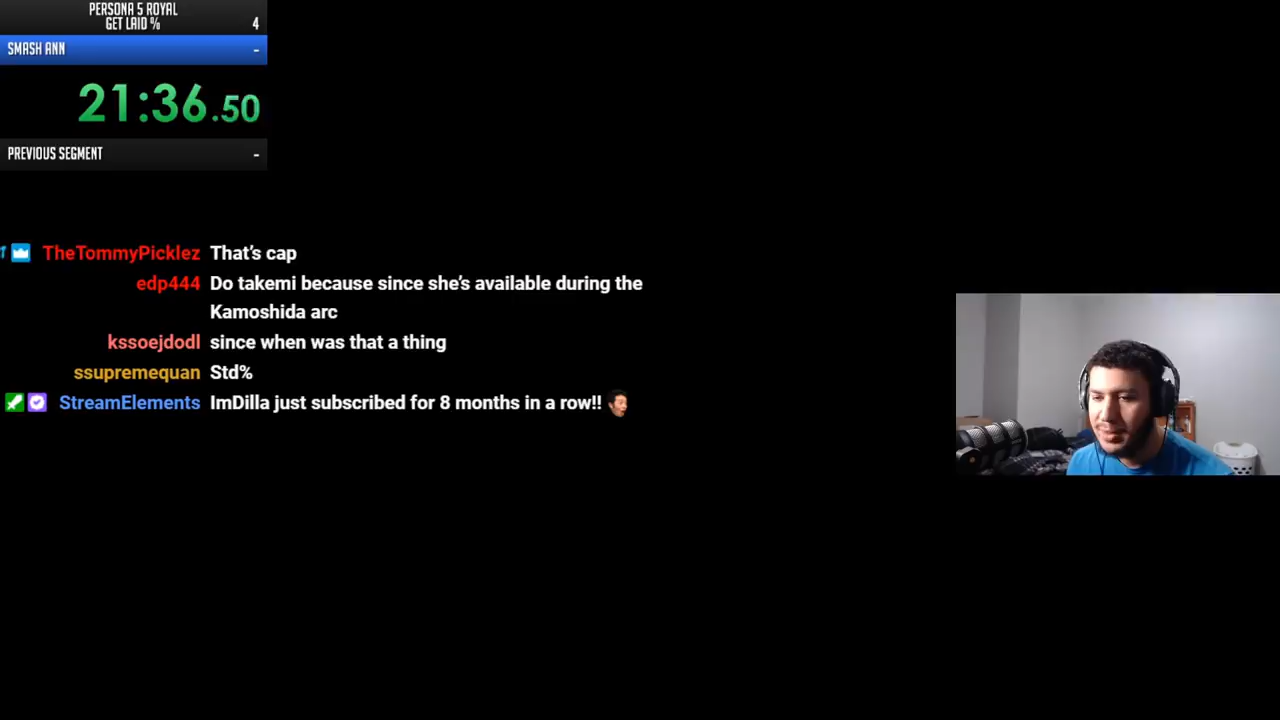 PERSONA 5 ROYAL
GET LAID % 4
SMASH ANN -
21:36.50
PREVIOUS SEGMENT -
TheTommyPicklez That's cap
edp444 Do takemi because since she's available during the
Kamoshida arc
kssoejdodl since when was that a thing
ssupremequan Std%
StreamElements ImDilla just subscribed for 8 months in a row!!